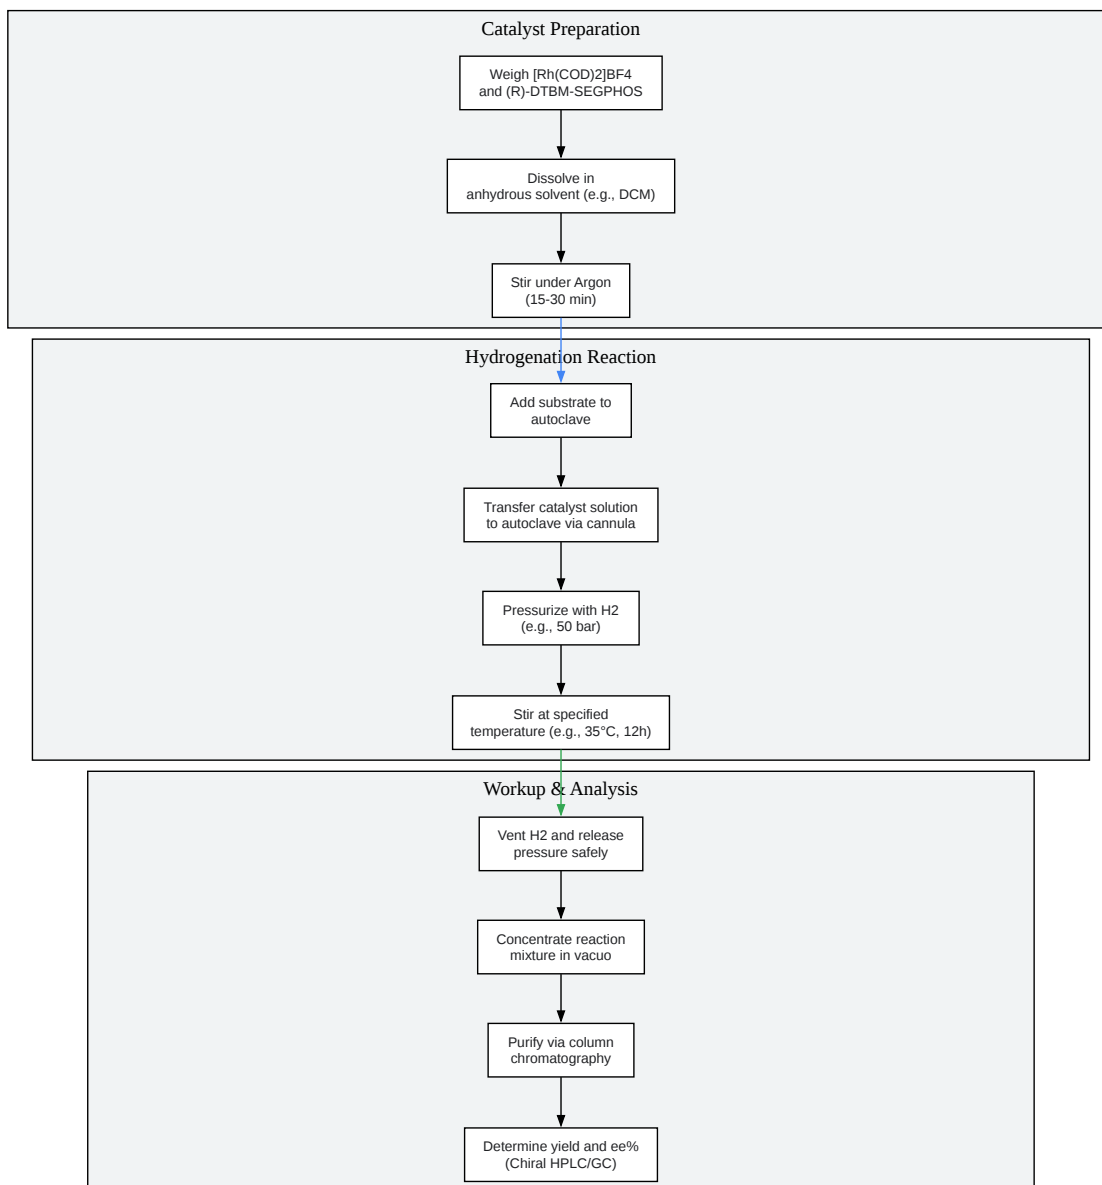 Catalyst Preparation
Weigh [Rh(COD)2]BF4
and (R)-DTBM-SEGPHOS
Dissolve in
anhydrous solvent (e.g., DCM)
Stir under Argon
(15-30 min)
Hydrogenation Reaction
Add substrate to
autoclave
Transfer catalyst solution
to autoclave via cannula
Pressurize with H2
(e.g., 50 bar)
Stir at specified
temperature (e.g., 35°C, 12h)
Workup & Analysis
Vent H2 and release
pressure safely
Concentrate reaction
mixture in vacuo
Purify via column
chromatography
Determine yield and ee%
(Chiral HPLC/GC)